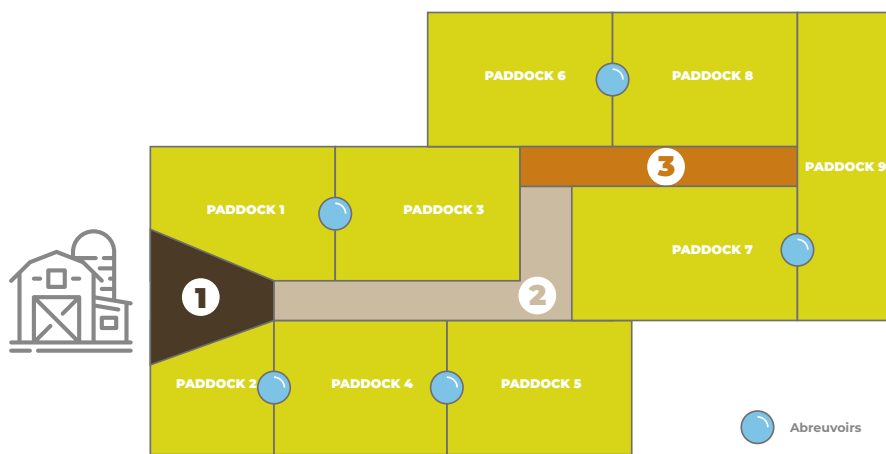 PADDOCK 6
PADDOCK 8
3
PADDOCK 9
PADDOCK 1
PADDOCK 3
PADDOCK 7
1
2
PADDOCK 2
PADDOCK 4
PADDOCK 5
Abreuvoirs